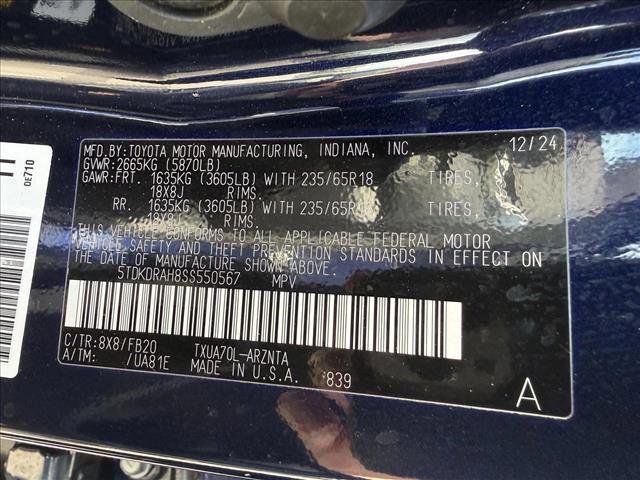 MFD.BY:TOYOTA MOTOR MANUFACTURING, INDIANA, INC. 12/24
GVWR:2665KG (5870LB)
GAWR:FRT. 1635KG (3605LB) WITH 235/65R18 TIRES,
18X8J RIMS,
RR. 1635KG (3605LB) WITH 235/65R18 TIRES,
18X8J RIMS,
THIS VEHICLE CONFORMS TO ALL APPLICABLE FEDERAL MOTOR
VEHICLE SAFETY AND THEFT PREVENTION STANDARDS IN EFFECT ON
THE DATE OF MANUFACTURE SHOWN ABOVE.
5TDKDRAH8SS550567 MPV
C/TR:8X8/FB20 TXUA70L-ARZNTA
A/TM: /UA81E MADE IN U.S.A. 839
A
0E710